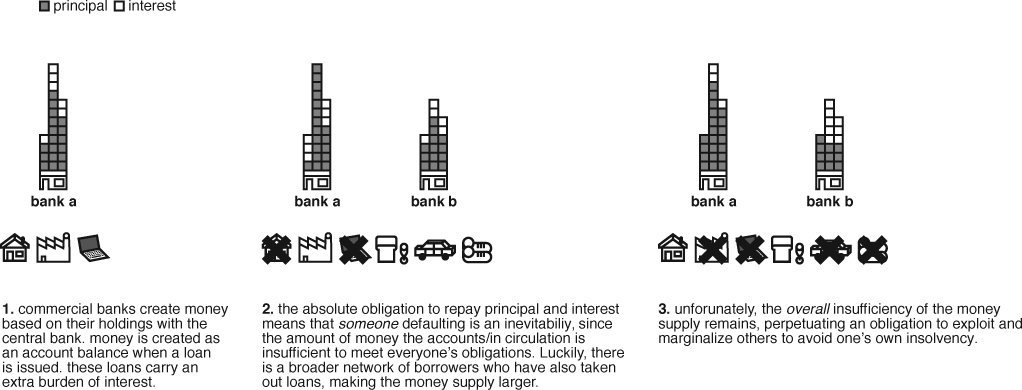 principal interest
bank a
bank a bank b
bank a bank b
1. commercial banks create money
based on their holdings with the
central bank. money is created as
an account balance when a loan
is issued. these loans carry an
extra burden of interest.
2. the absolute obligation to repay principal and interest
means that someone defaulting is an inevitabiliy, since
the amount of money the accounts/in circulation is
insufficient to meet everyone's obligations. Luckily, there
is a broader network of borrowers who have also taken
out loans, making the money supply larger.
3. unforunately, the overall insufficiency of the money
supply remains, perpetuating an obligation to exploit and
marginalize others to avoid one's own insolvency.